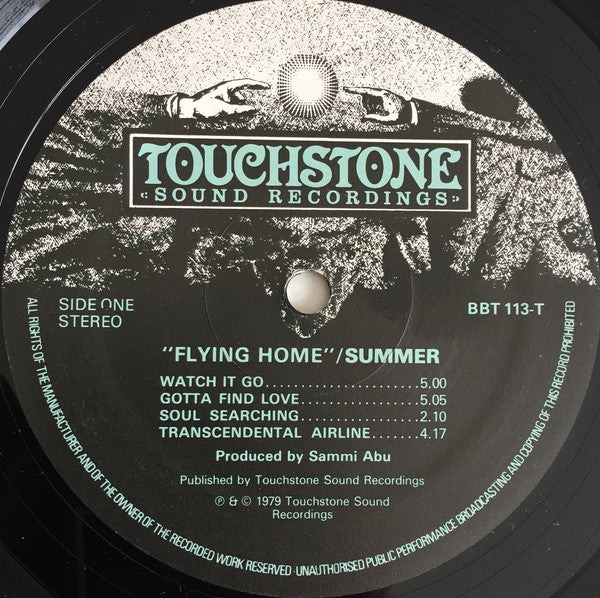 TOUCHSTONE
«SOUND RECORDINGS»
SIDE ONE
STEREO
BBT 113-T
"FLYING HOME"/SUMMER
WATCH IT GO....................5.00
GOTTA FIND LOVE...............5.05
SOUL SEARCHING...............2.10
TRANSCENDENTAL AIRLINE......4.17
Produced by Sammi Abu
Published by Touchstone Sound Recordings
℗ & © 1979 Touchstone Sound
Recordings
ALL RIGHTS OF THE MANUFACTURER AND OF THE OWNER OF THE RECORDED WORK RESERVED·UNAUTHORISED PUBLIC PERFORMANCE BROADCASTING AND COPYING OF THIS RECORD PROHIBITED